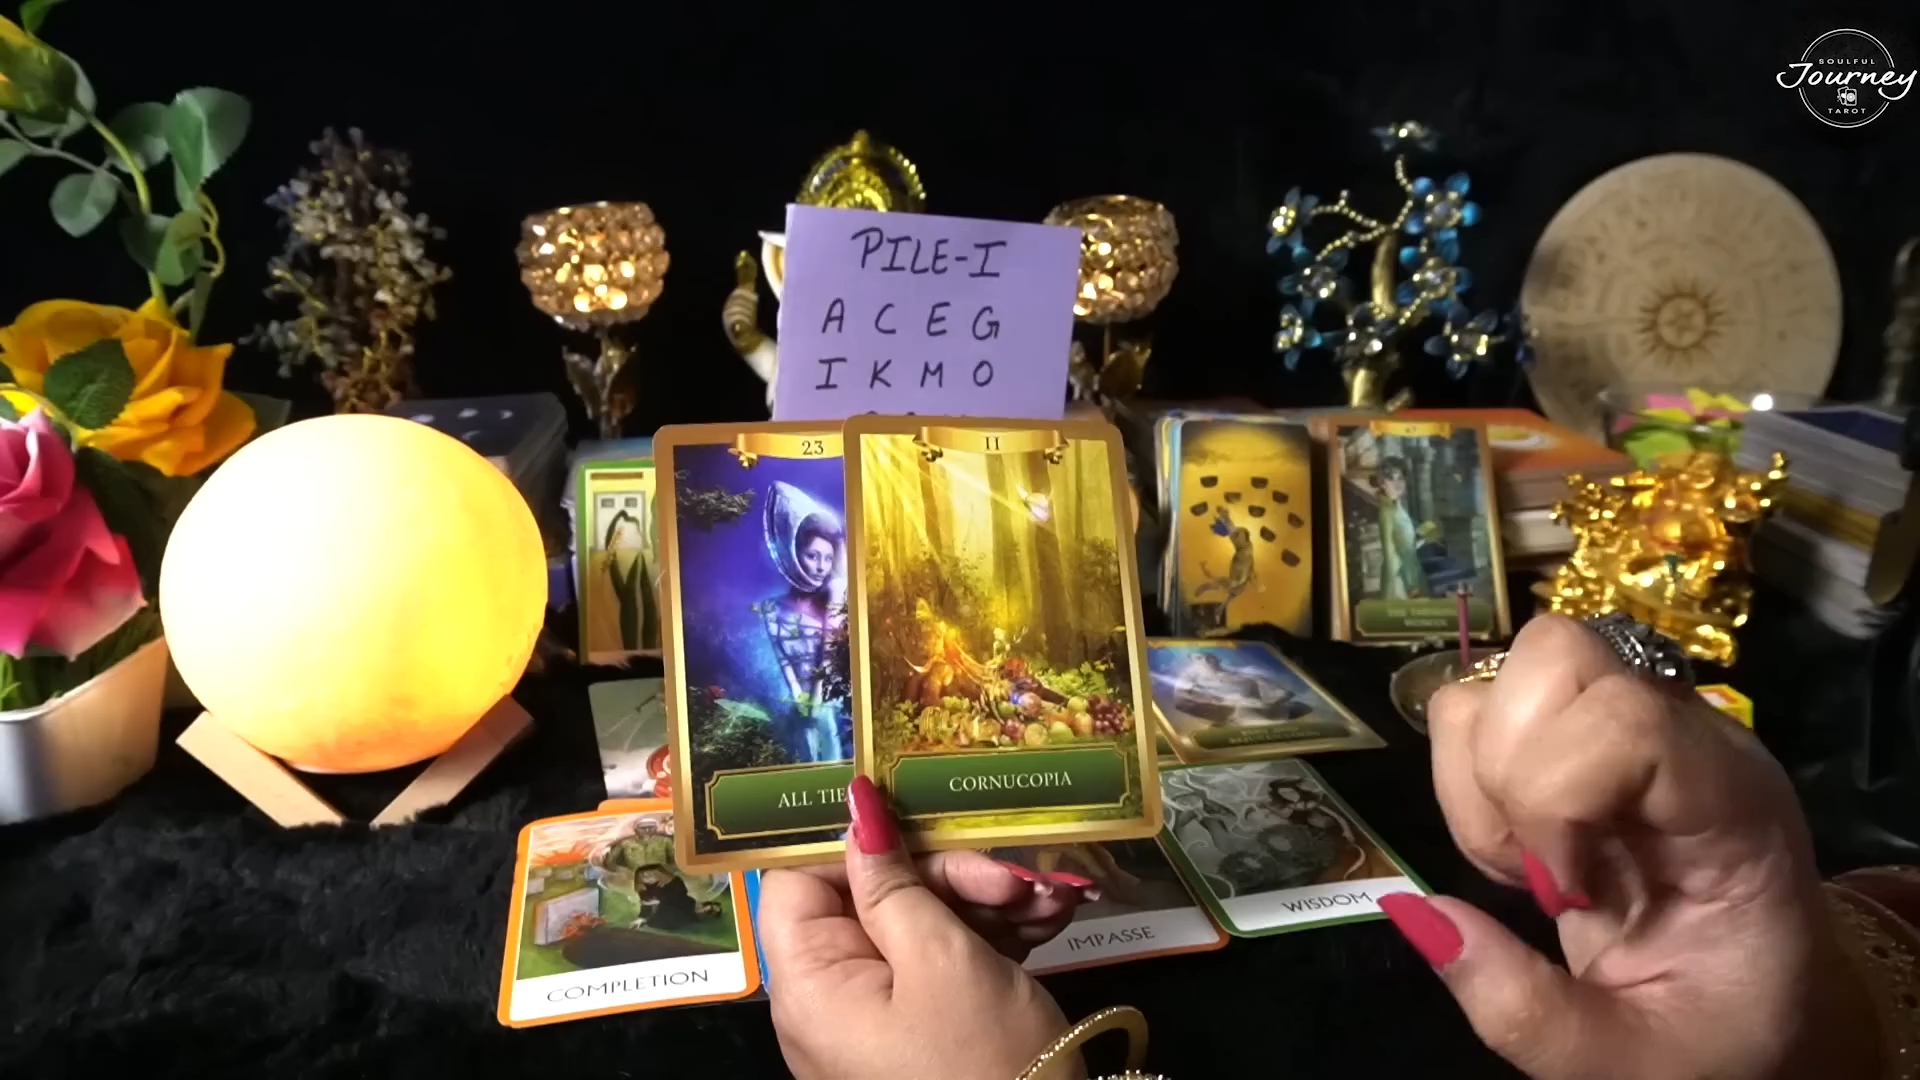 SOULFUL
Journey
TAROT
PILE-I
A C E G
I K M O
23
II
ALL TIE
CORNUCOPIA
COMPLETION
IMPASSE
WISDOM